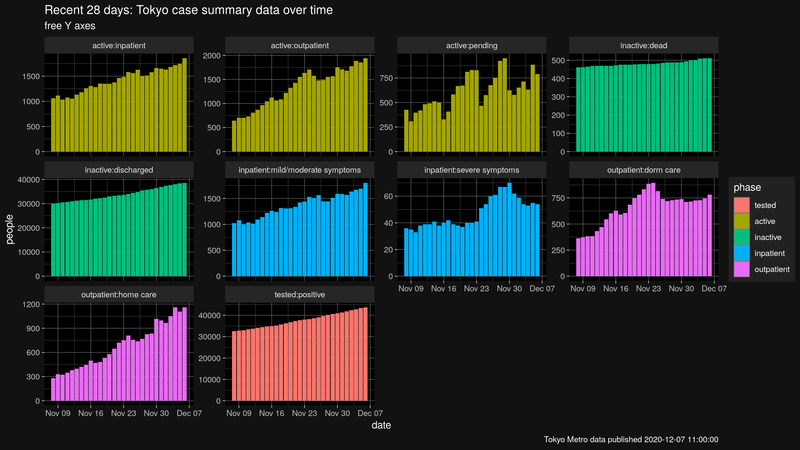 Recent 28 days: Tokyo case summary data over time
free Y axes
active:inpatient
active:outpatient
active:pending
inactive:dead
1500
1000
500
0
2000
1500
1000
500
0
750
500
250
0
500
400
300
200
100
0
inactive:discharged
inpatient:mild/moderate symptoms
inpatient:severe symptoms
outpatient:dorm care
40000
30000
20000
10000
0
1500
1000
500
0
60
40
20
0
750
500
250
0
Nov 09 Nov 16 Nov 23 Nov 30 Dec 07
Nov 09 Nov 16 Nov 23 Nov 30 Dec 07
outpatient:home care
tested:positive
1200
900
600
300
0
40000
30000
20000
10000
0
Nov 09 Nov 16 Nov 23 Nov 30 Dec 07
Nov 09 Nov 16 Nov 23 Nov 30 Dec 07
people
date
phase
tested
active
inactive
inpatient
outpatient
Tokyo Metro data published 2020-12-07 11:00:00